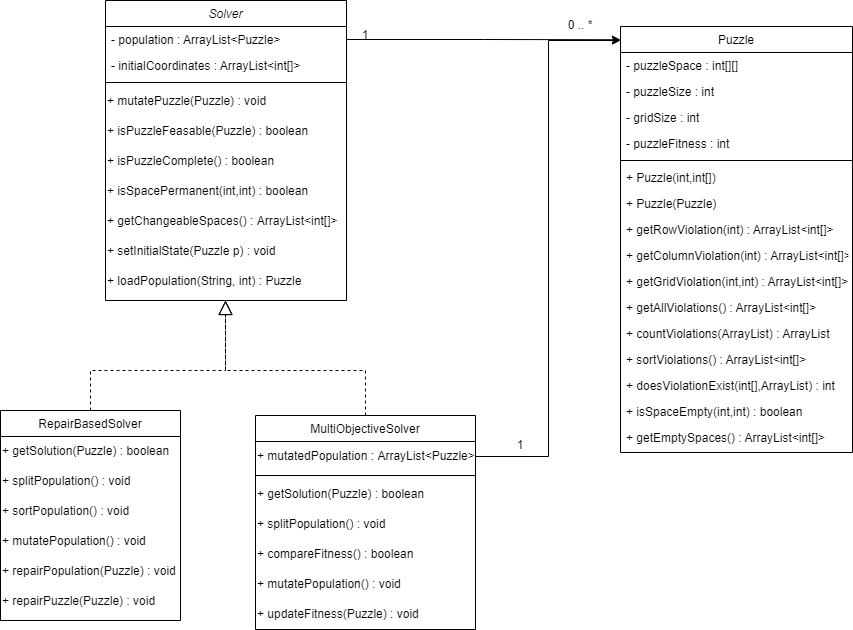 Solver
- population : ArrayList<Puzzle>
- initialCoordinates : ArrayList<int[]>
+ mutatePuzzle(Puzzle) : void
+ isPuzzleFeasable(Puzzle) : boolean
+ isPuzzleComplete() : boolean
+ isSpacePermanent(int,int) : boolean
+ getChangeableSpaces() : ArrayList<int[]>
+ setInitialState(Puzzle p) : void
+ loadPopulation(String, int) : Puzzle
1
0 .. *
Puzzle
- puzzleSpace : int[][]
- puzzleSize : int
- gridSize : int
- puzzleFitness : int
+ Puzzle(int,int[])
+ Puzzle(Puzzle)
+ getRowViolation(int) : ArrayList<int[]>
+ getColumnViolation(int) : ArrayList<int[]>
+ getGridViolation(int,int) : ArrayList<int[]>
+ getAllViolations() : ArrayList<int[]>
+ countViolations(ArrayList) : ArrayList
+ sortViolations() : ArrayList<int[]>
+ doesViolationExist(int[],ArrayList) : int
+ isSpaceEmpty(int,int) : boolean
+ getEmptySpaces() : ArrayList<int[]>
RepairBasedSolver
+ getSolution(Puzzle) : boolean
+ splitPopulation() : void
+ sortPopulation() : void
+ mutatePopulation() : void
+ repairPopulation(Puzzle) : void
+ repairPuzzle(Puzzle) : void
MultiObjectiveSolver
+ mutatedPopulation : ArrayList<Puzzle>
+ getSolution(Puzzle) : boolean
+ splitPopulation() : void
+ compareFitness() : boolean
+ mutatePopulation() : void
+ updateFitness(Puzzle) : void
1